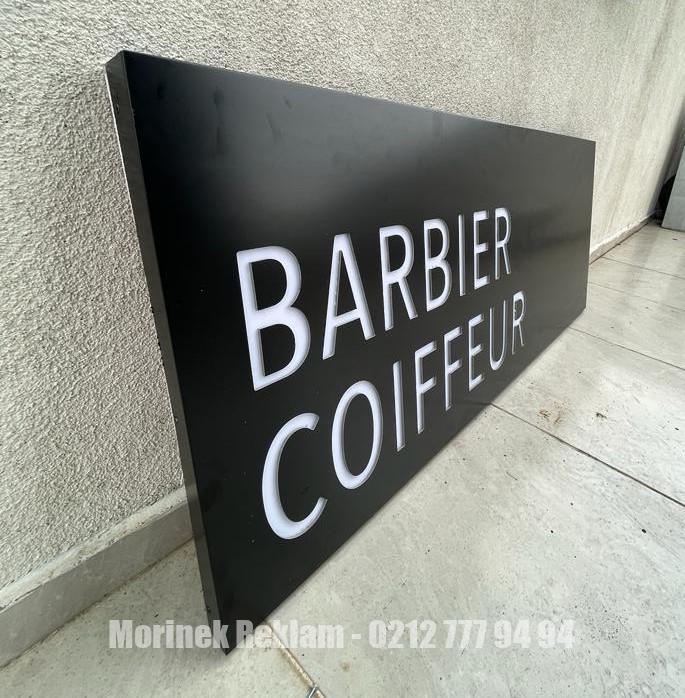 BARBIER
COIFFEUR
Morinek Reklam - 0212 777 94 94